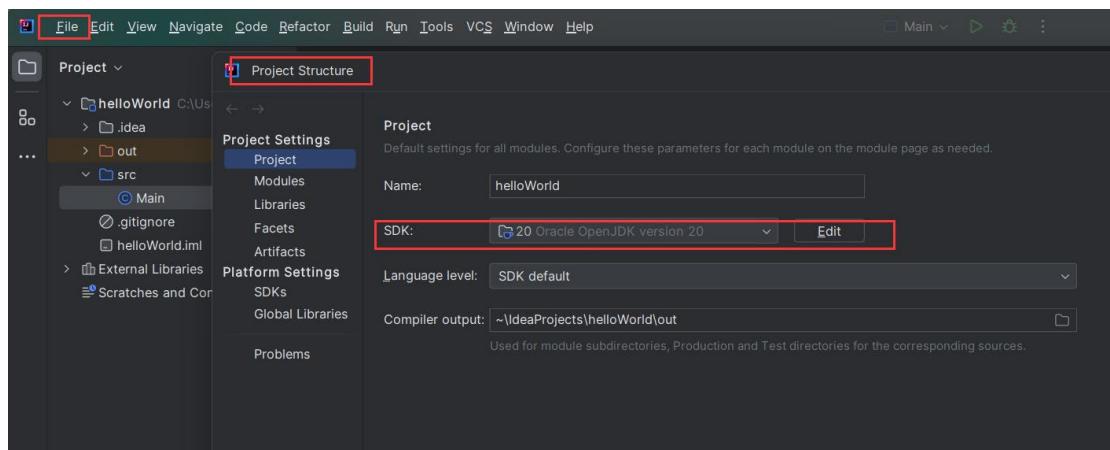 File Edit View Navigate Code Refactor Build Run Tools VCS Window Help Main
Project
Project Structure
helloWorld C:\Us
.idea
out
src
Main
.gitignore
helloWorld.iml
External Libraries
Scratches and Cor
Project Settings
Project
Modules
Libraries
Facets
Artifacts
Platform Settings
SDKs
Global Libraries
Problems
Project
Default settings for all modules. Configure these parameters for each module on the module page as needed.
Name: helloWorld
SDK: 20 Oracle OpenJDK version 20 Edit
Language level: SDK default
Compiler output: ~\IdeaProjects\helloWorld\out
Used for module subdirectories, Production and Test directories for the corresponding sources.